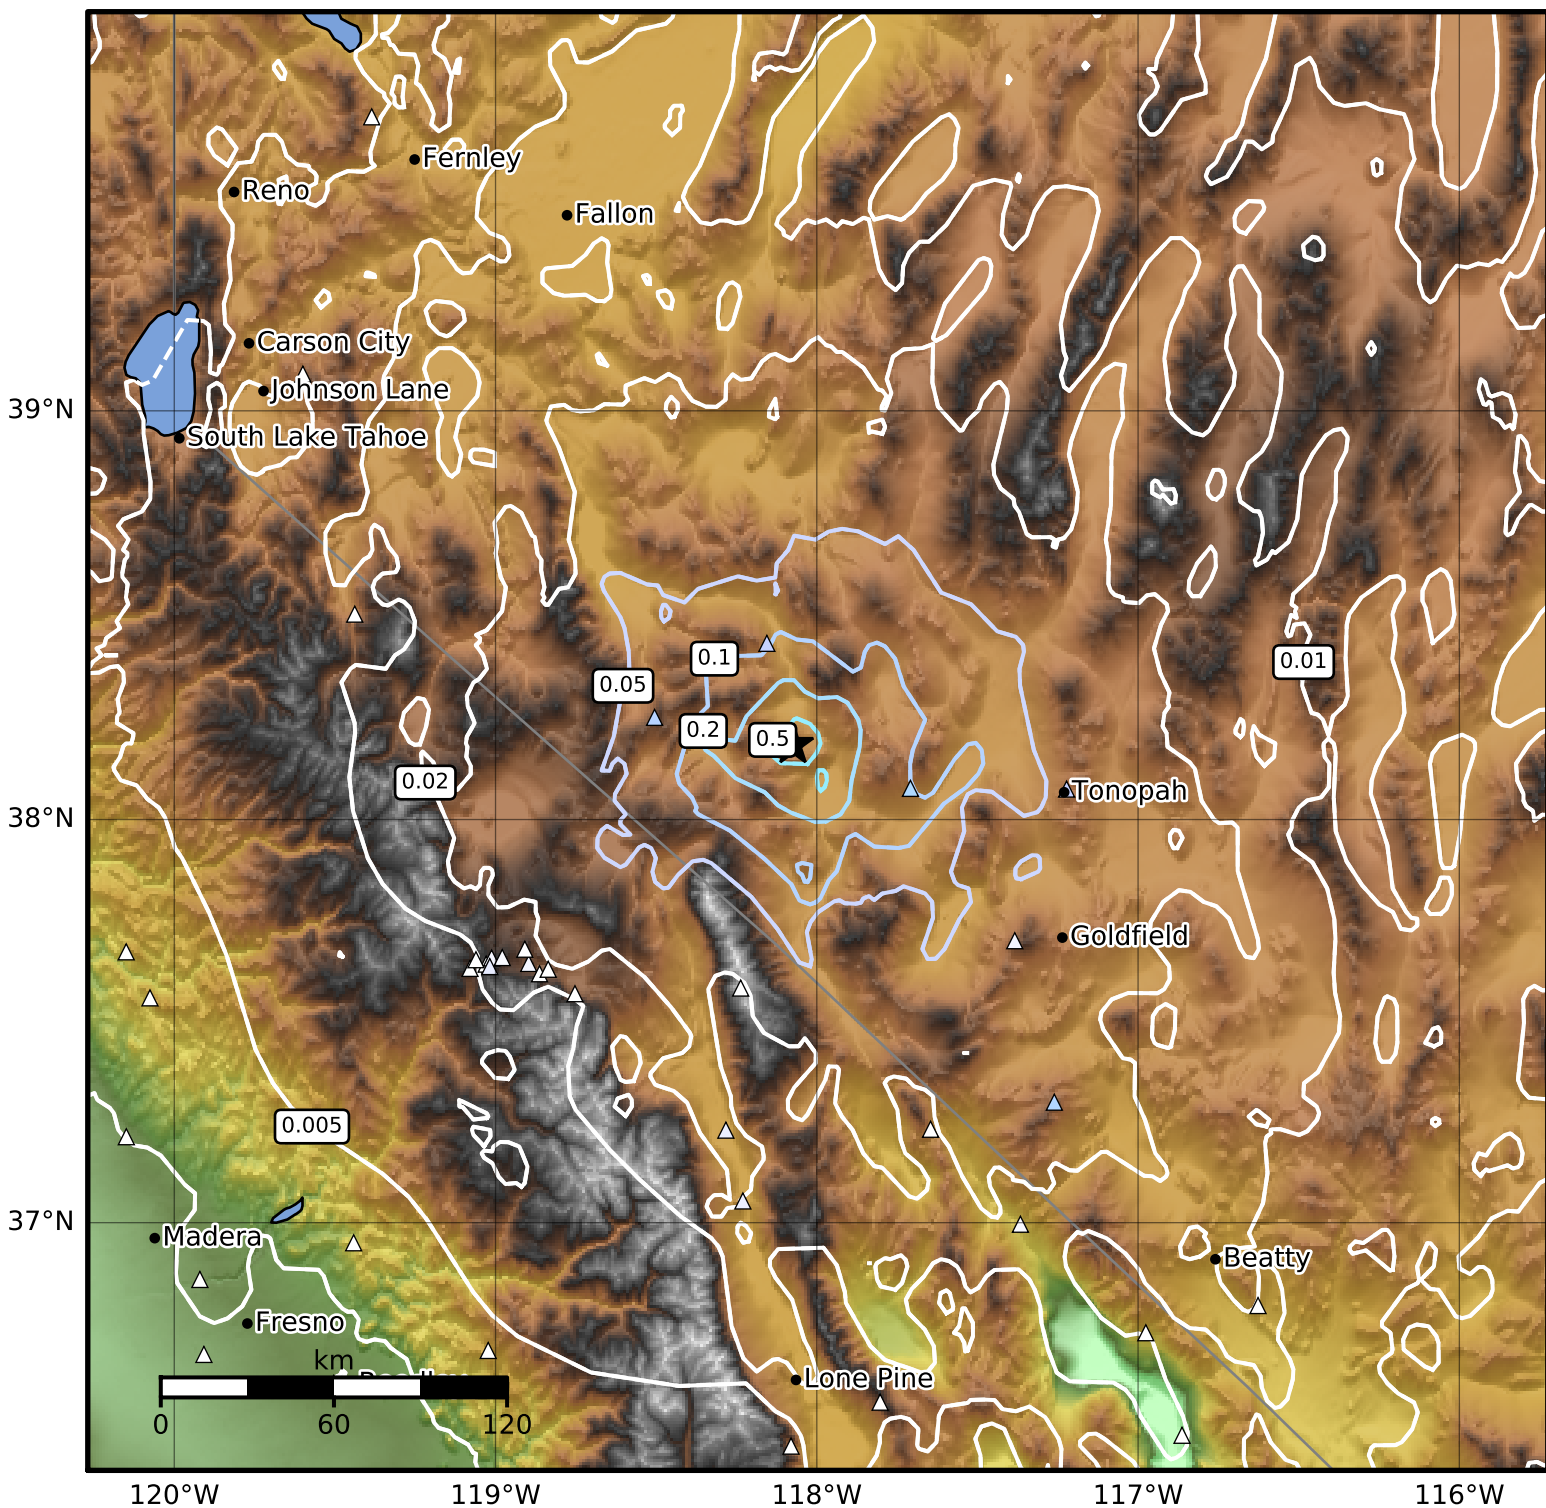 Fernley
Reno
Fallon
Carson City
Johnson Lane
39°N
South Lake Tahoe
0.1
0.01
0.05
0.2
0.5
0.02
Tonopah
38°N
Goldfield
0.005
37°N
Madera
Beatty
Fresno
km
Lone Pine
0 60 120
120°W 119°W 118°W 117°W 116°W